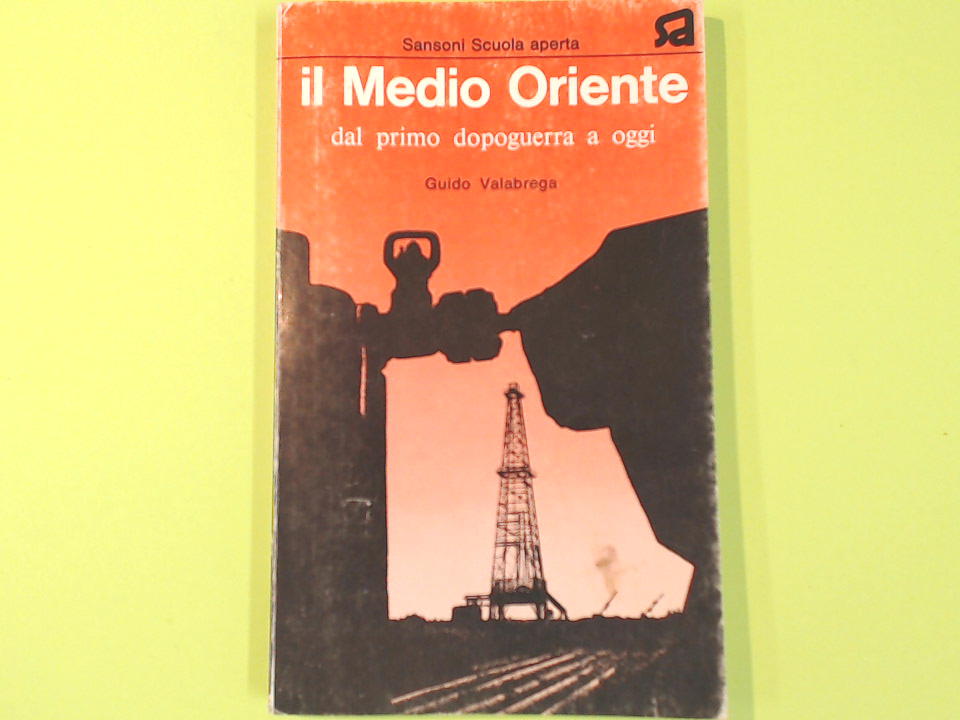 sa
Sansoni Scuola aperta
il Medio Oriente
dal primo dopoguerra a oggi
Guido Valabrega